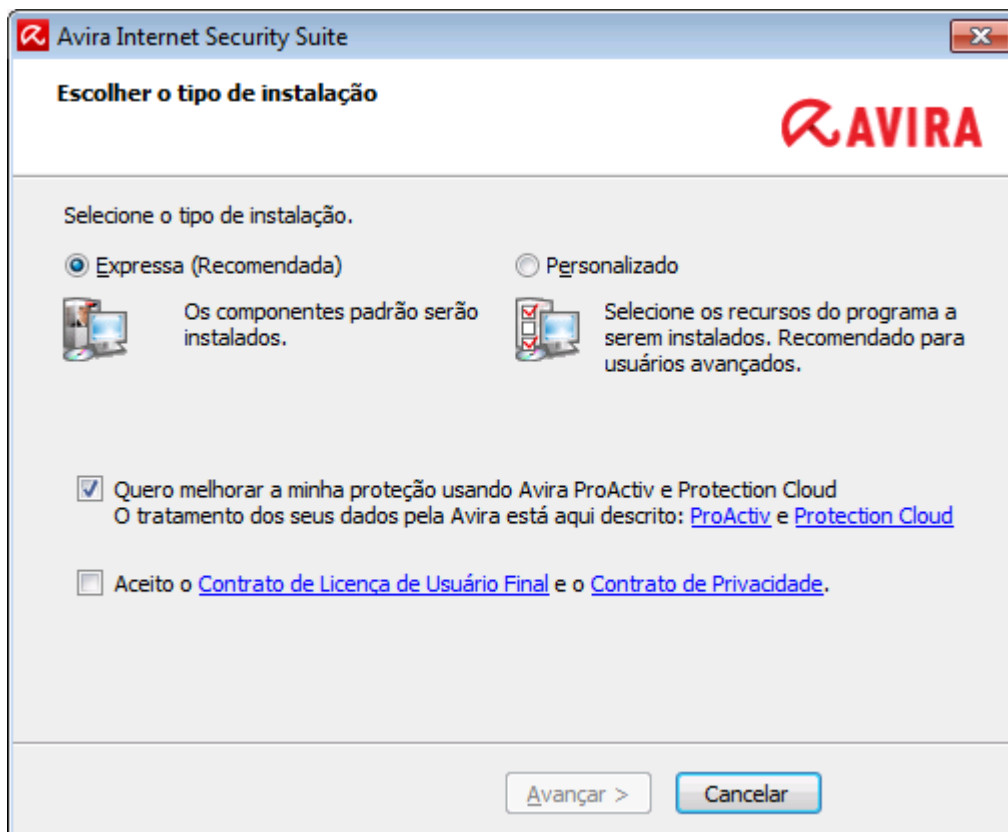 Avira Internet Security Suite
Escolher o tipo de instalação
AVIRA
Selecione o tipo de instalação.
Expressa (Recomendada)
Personalizado
Os componentes padrão serão
instalados.
Selecione os recursos do programa a
serem instalados. Recomendado para
usuários avançados.
Quero melhorar a minha proteção usando Avira ProActiv e Protection Cloud
O tratamento dos seus dados pela Avira está aqui descrito: ProActiv e Protection Cloud
Aceito o Contrato de Licença de Usuário Final e o Contrato de Privacidade.
Avançar >
Cancelar